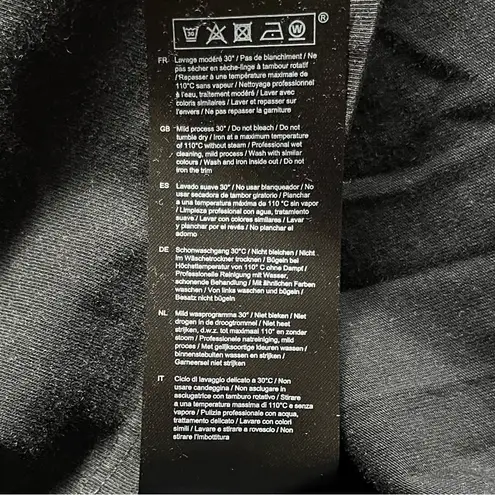 30 W ®
FR Lavage modéré 30° / Pas de blanchiment / Ne
pas sécher en sèche-linge à tambour rotatif
/ Repasser à une température maximale de
110°C sans vapeur / Nettoyage professionnel
à l'eau, traitement modéré / Laver avec
coloris similaires / Laver et repasser sur
l'envers / Ne pas repasser la garniture
GB Mild process 30° / Do not bleach / Do not
tumble dry / Iron at a maximum temperature
of 110°C without steam / Professional wet
cleaning, mild process / Wash with similar
colours / Wash and iron inside out / Do not
iron the trim
ES Lavado suave 30° / No usar blanqueador / No
usar secadora de tambor giratorio / Planchar
a una temperatura máxima de 110 °C sin vapor
/ Limpieza profesional con agua, tratamiento
suave / Lavar con colores similares / Lavar
y planchar por el revés / No planchar el
adorno
DE Schonwaschgang 30°C / Nicht bleichen / Nicht
im Wäschetrockner trocknen / Bügeln bei
Höchsttemperatur von 110° C ohne Dampf /
Professionelle Reinigung mit Wasser,
schonende Behandlung / Mit ähnlichen Farben
waschen / Von links waschen und bügeln /
Besatz nicht bügeln
NL Mild wasprogramma 30° / Niet bleken / Niet
drogen in de droogtrommel / Niet heet
strijken, d.w.z. tot maximaal 110° en zonder
stoom / Professionele natreiniging, mild
proces / Met gelijksoortige kleuren wassen /
binnenstebuiten wassen en strijken /
Garneersel niet strijken
IT Ciclo di lavaggio delicato a 30°C / Non
usare candeggina / Non asciugare in
asciugatrice con tamburo rotativo / Stirare
a una temperatura massima di 110°C e senza
vapore / Pulizia professionale con acqua,
trattamento delicato / Lavare con colori
simili / Lavare e stirare a rovescio / Non
stirare l'imbottitura